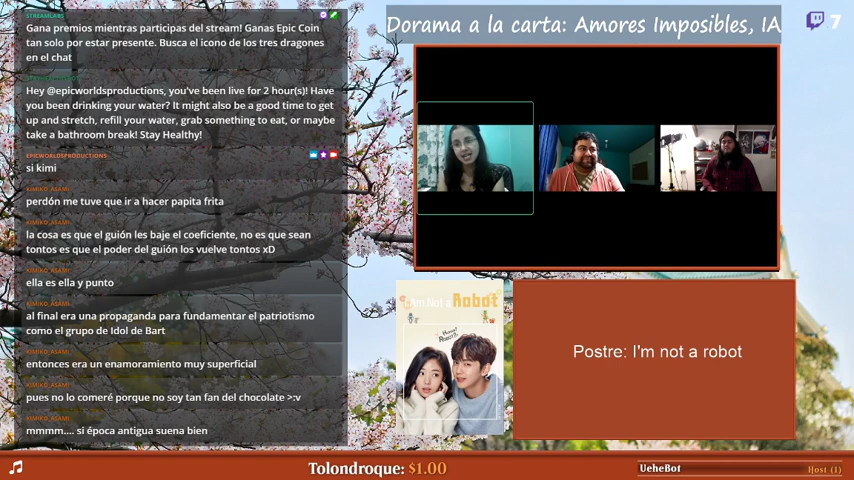 STREAMLABS
Gana premios mientras participas del stream! Ganas Epic Coin
tan solo por estar presente. Busca el icono de los tres dragones
en el chat
Hey @epicworldsproductions, you've been live for 2 hour(s)! Have
you been drinking your water? It might also be a good time to get
up and stretch, refill your water, grab something to eat, or maybe
take a bathroom break! Stay Healthy!
EPICWORLDSPRODUCTIONS
si kimi
KIMIKO_ASAMI
perdón me tuve que ir a hacer papita frita
KIMIKO_ASAMI
la cosa es que el guión les baje el coeficiente, no es que sean
tontos es que el poder del guión los vuelve tontos xD
KIMIKO_ASAMI
ella es ella y punto
KIMIKO_ASAMI
al final era una propaganda para fundamentar el patriotismo
como el grupo de Idol de Bart
KIMIKO_ASAMI
entonces era un enamoramiento muy superficial
KIMIKO_ASAMI
pues no lo comeré porque no soy tan fan del chocolate >:v
KIMIKO_ASAMI
mmmm.... si época antigua suena bien
Dorama a la carta: Amores Imposibles, IA
7
I Am Not a Robot
Postre: I'm not a robot
Tolondroque: $1.00
UeheBot
Host (1)